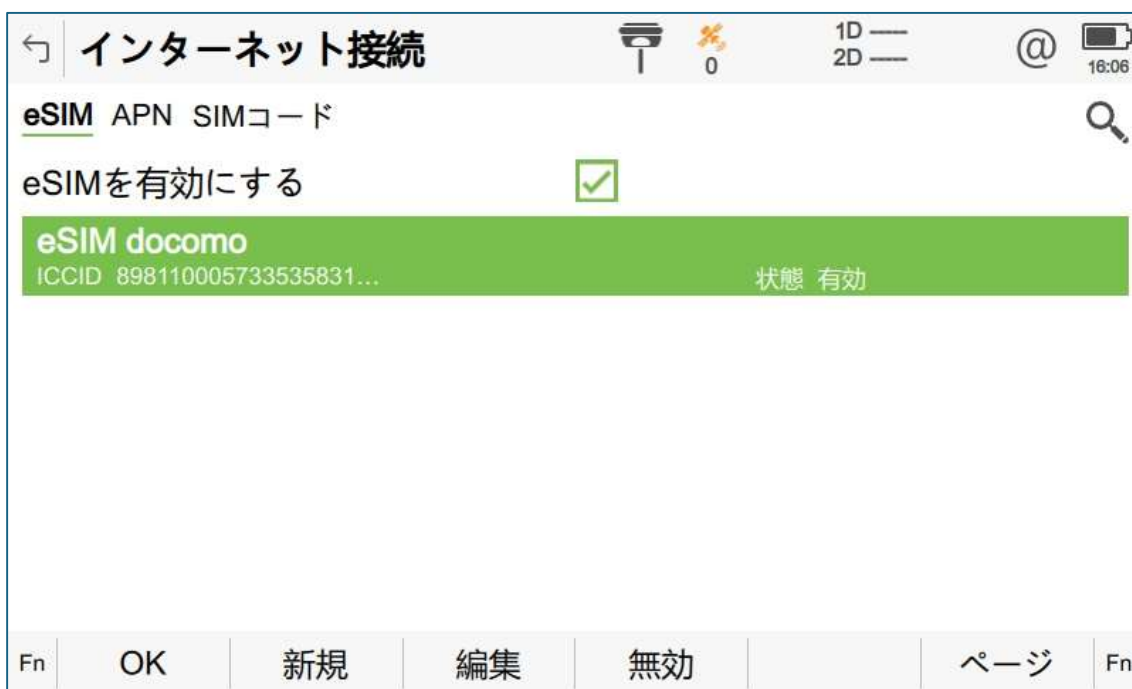 インターネット接続
0
1D -----
2D -----
@
16:06
eSIM APN SIMコード
eSIMを有効にする
eSIM docomo
ICCID 898110005733535831... 状態 有効
Fn OK 新規 編集 無効 ページ Fn